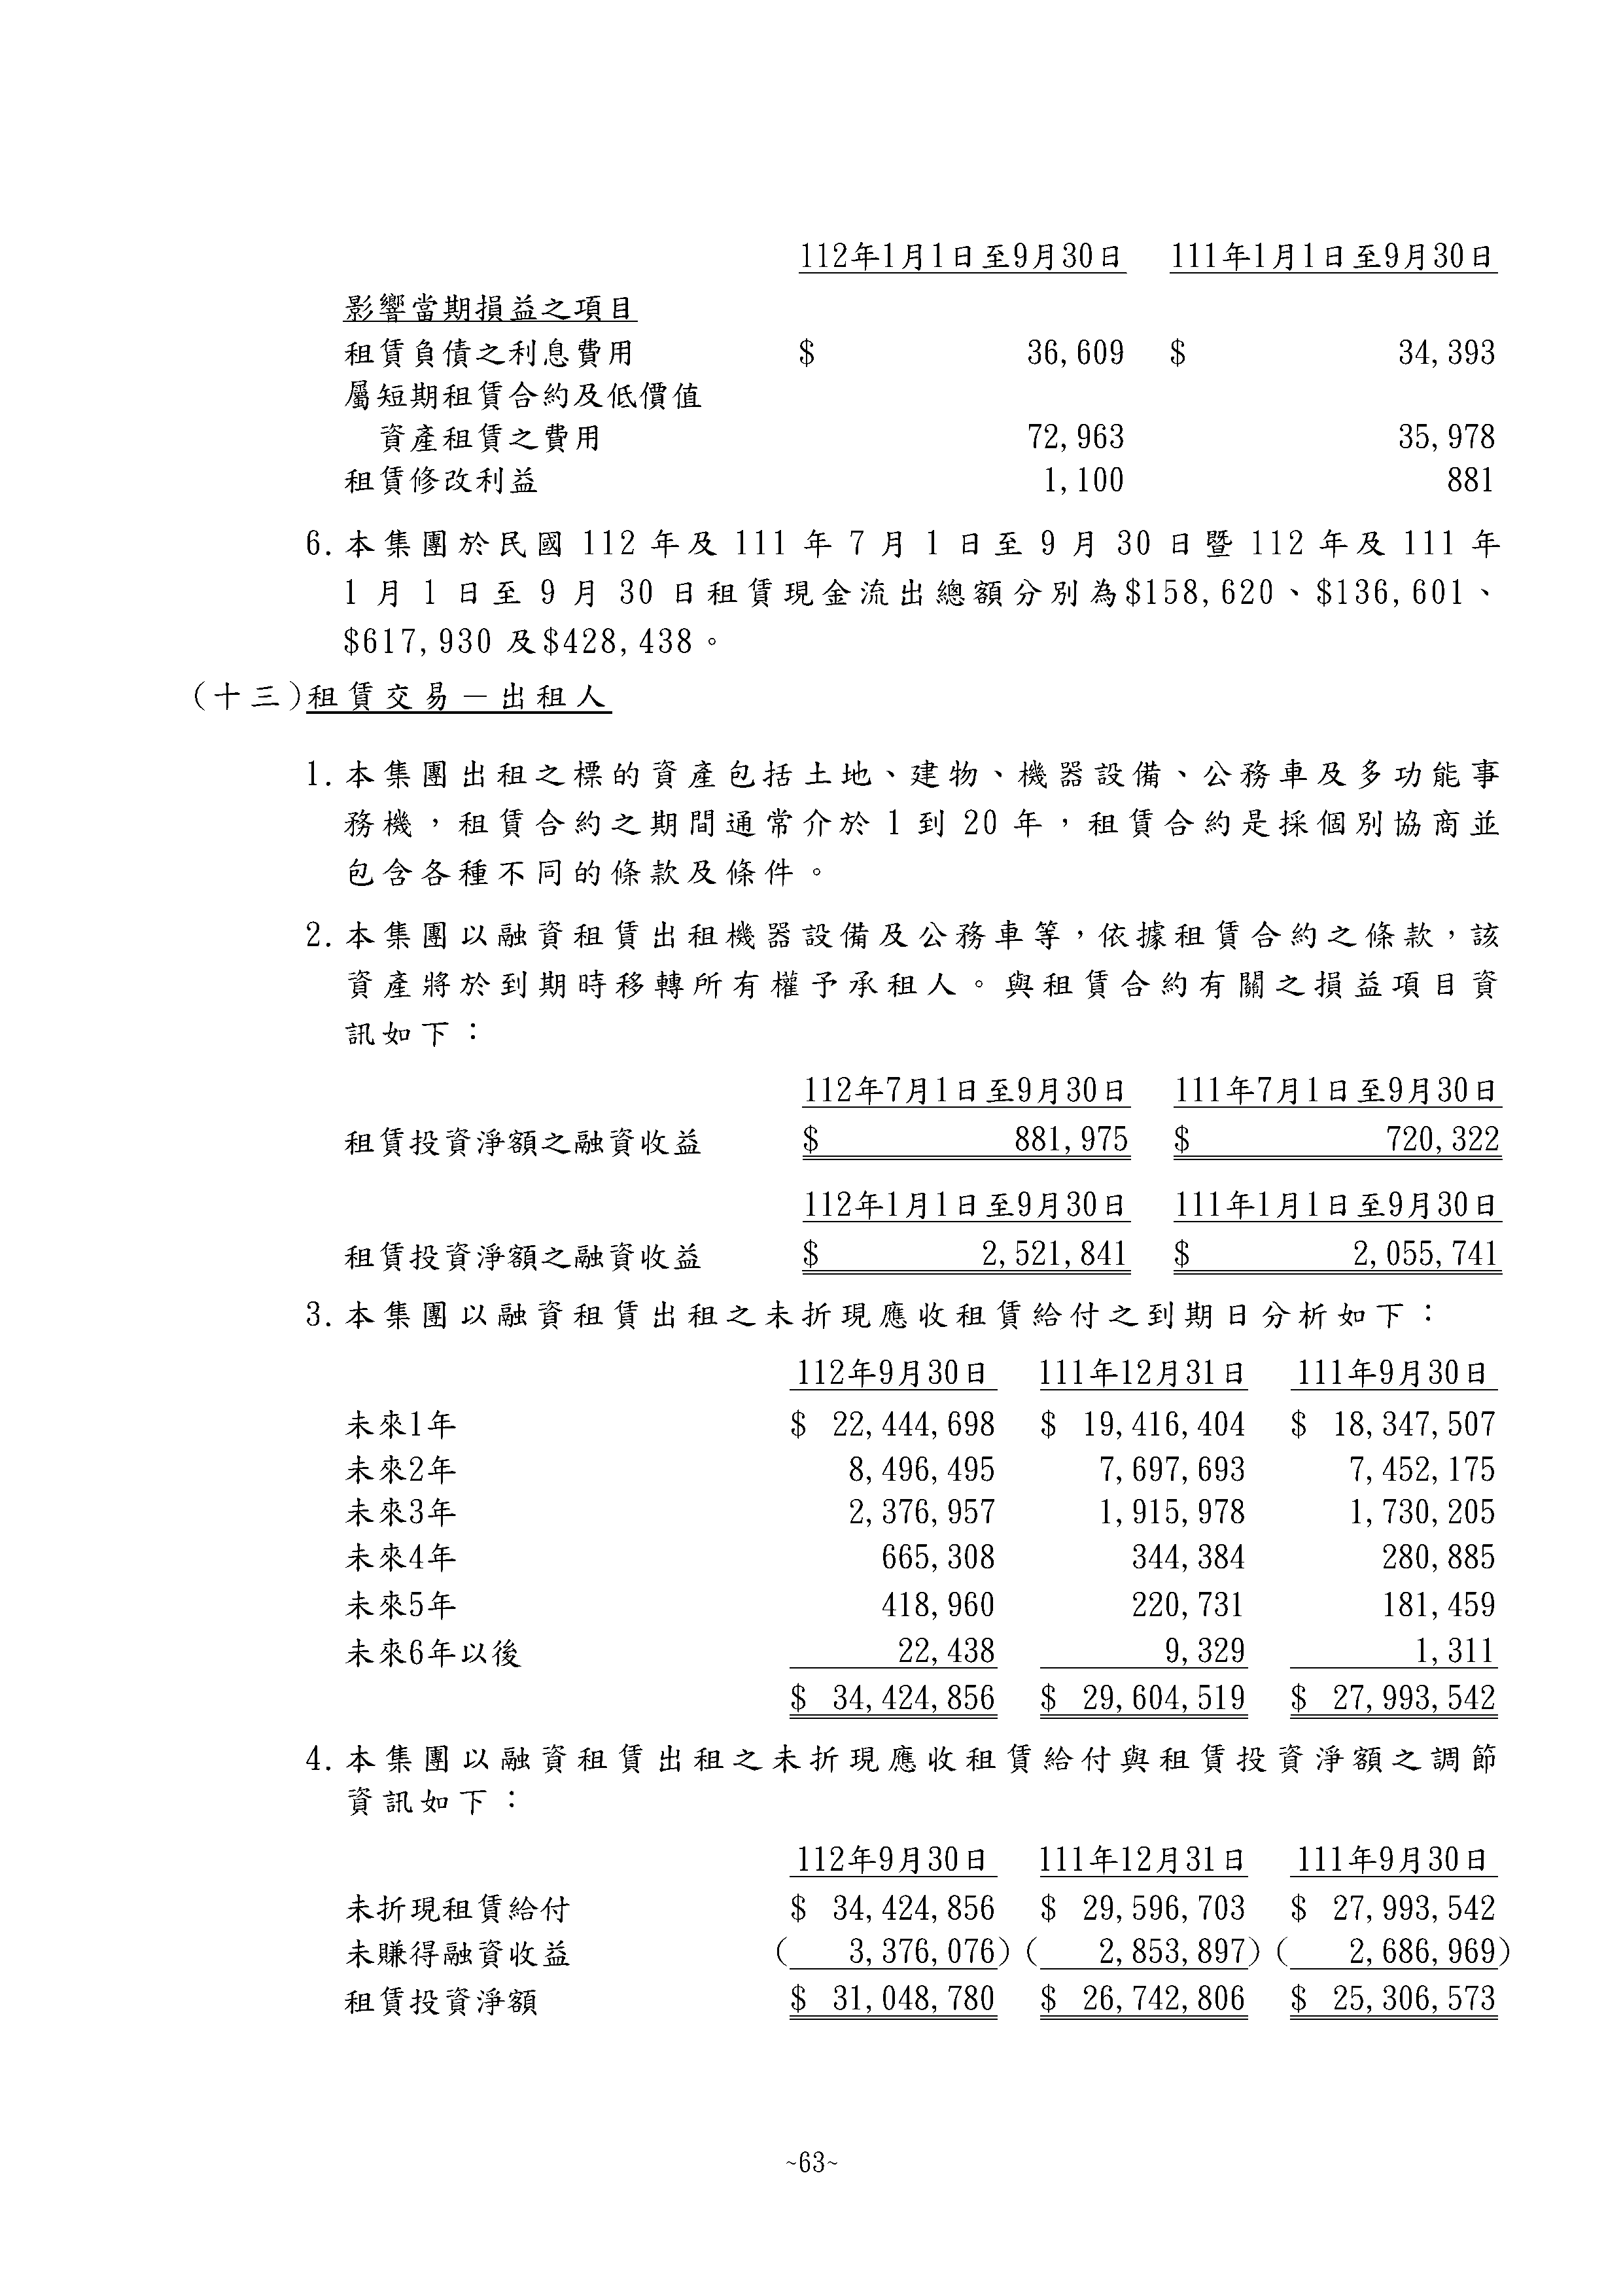 112年1月1日至9月30日 111年1月1日至9月30日
影響當期損益之項目
租賃負債之利息費用 $ 36,609 $ 34,393
屬短期租賃合約及低價值
資產租賃之費用 72,963 35,978
租賃修改利益 1,100 881
6.本集團於民國 112 年及 111 年 7 月 1 日至 9 月 30 日暨 112 年及 111 年
1 月 1 日至 9 月 30 日租賃現金流出總額分別為$158,620、$136,601、
$617,930 及$428,438。
(十三)租賃交易－出租人
1.本集團出租之標的資產包括土地、建物、機器設備、公務車及多功能事
務機，租賃合約之期間通常介於 1 到 20 年，租賃合約是採個別協商並
包含各種不同的條款及條件。
2.本集團以融資租賃出租機器設備及公務車等，依據租賃合約之條款，該
資產將於到期時移轉所有權予承租人。與租賃合約有關之損益項目資
訊如下：
112年7月1日至9月30日 111年7月1日至9月30日
租賃投資淨額之融資收益 $ 881,975 $ 720,322
112年1月1日至9月30日 111年1月1日至9月30日
租賃投資淨額之融資收益 $ 2,521,841 $ 2,055,741
3.本集團以融資租賃出租之未折現應收租賃給付之到期日分析如下：
112年9月30日 111年12月31日 111年9月30日
未來1年 $ 22,444,698 $ 19,416,404 $ 18,347,507
未來2年 8,496,495 7,697,693 7,452,175
未來3年 2,376,957 1,915,978 1,730,205
未來4年 665,308 344,384 280,885
未來5年 418,960 220,731 181,459
未來6年以後 22,438 9,329 1,311
$ 34,424,856 $ 29,604,519 $ 27,993,542
4.本集團以融資租賃出租之未折現應收租賃給付與租賃投資淨額之調節
資訊如下：
112年9月30日 111年12月31日 111年9月30日
未折現租賃給付 $ 34,424,856 $ 29,596,703 $ 27,993,542
未賺得融資收益 ( 3,376,076) ( 2,853,897) ( 2,686,969)
租賃投資淨額 $ 31,048,780 $ 26,742,806 $ 25,306,573
~63~